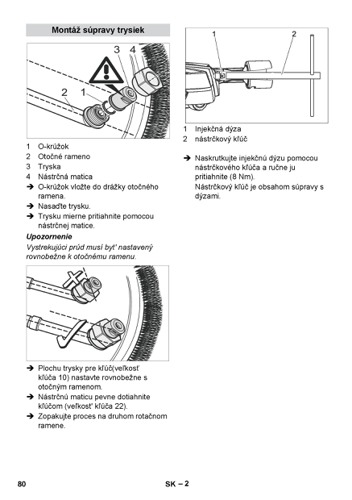 Montáž súpravy trysiek
3 4
2
1
1 O-krúžok
2 Otočné rameno
3 Tryska
4 Nástrčná matica
➔ O-krúžok vložte do drážky otočného
ramena.
➔ Nasaďte trysku.
➔ Trysku mierne pritiahnite pomocou
nástrčnej matice.
Upozornenie
Vystrekujúci prúd musí byť nastavený
rovnobežne k otočnému ramenu.
➔ Plochu trysky pre kľúč(veľkosť
kľúča 10) nastavte rovnobežne s
otočným ramenom.
➔ Nástrčnú maticu pevne dotiahnite
kľúčom (veľkosť kľúča 22).
➔ Zopakujte proces na druhom rotačnom
ramene.
1 2
1 Injekčná dýza
2 nástrčkový kľúč
➔ Naskrutkujte injekčnú dýzu pomocou
nástrčkového kľúča a ručne ju
pritiahnite (8 Nm).
Nástrčkový kľúč je obsahom súpravy s
dýzami.
80 SK – 2